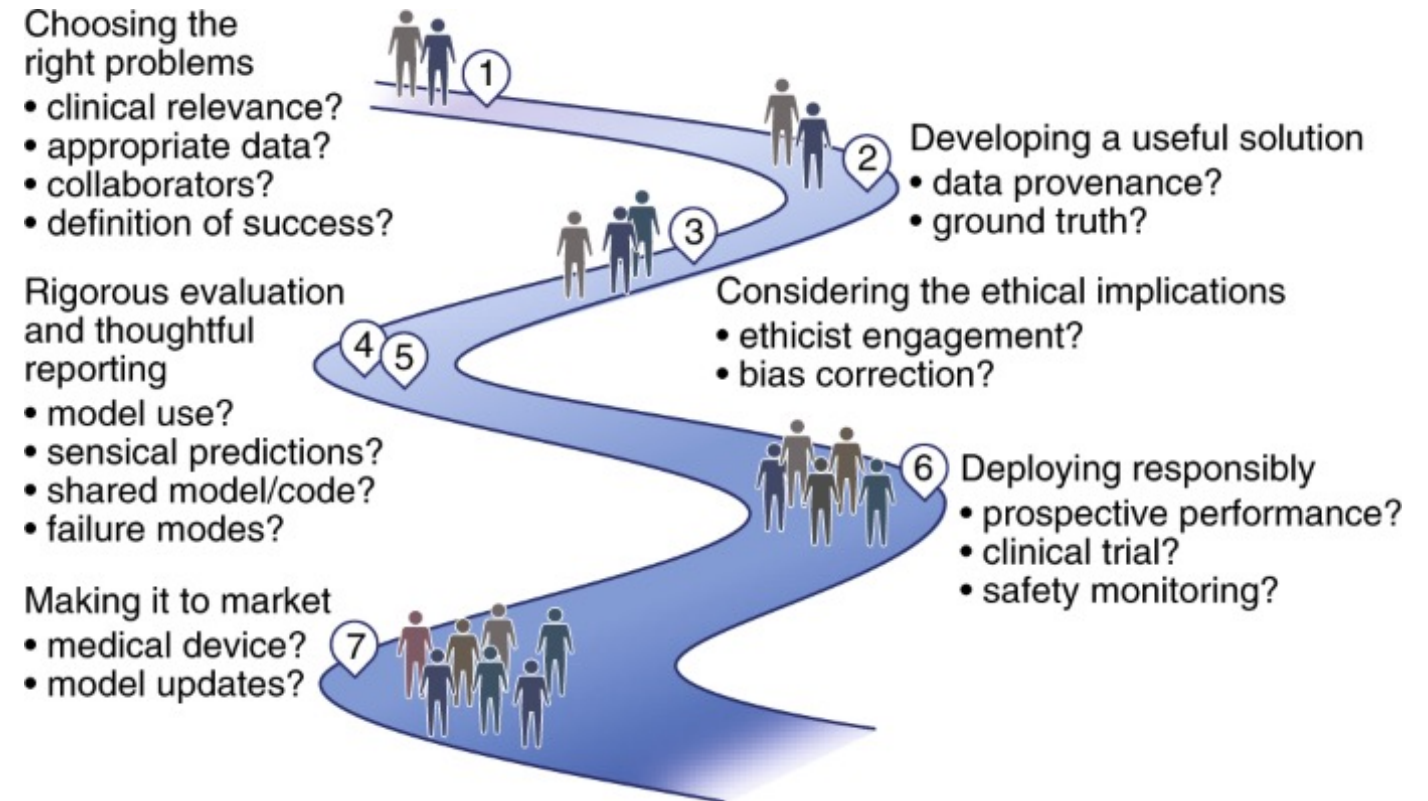 Choosing the
right problems
• clinical relevance?
• appropriate data?
• collaborators?
• definition of success?
1
2
Developing a useful solution
• data provenance?
• ground truth?
3
Considering the ethical implications
• ethicist engagement?
• bias correction?
Rigorous evaluation
and thoughtful
reporting
• model use?
• sensical predictions?
• shared model/code?
• failure modes?
4
5
6
Deploying responsibly
• prospective performance?
• clinical trial?
• safety monitoring?
Making it to market
• medical device?
• model updates?
7